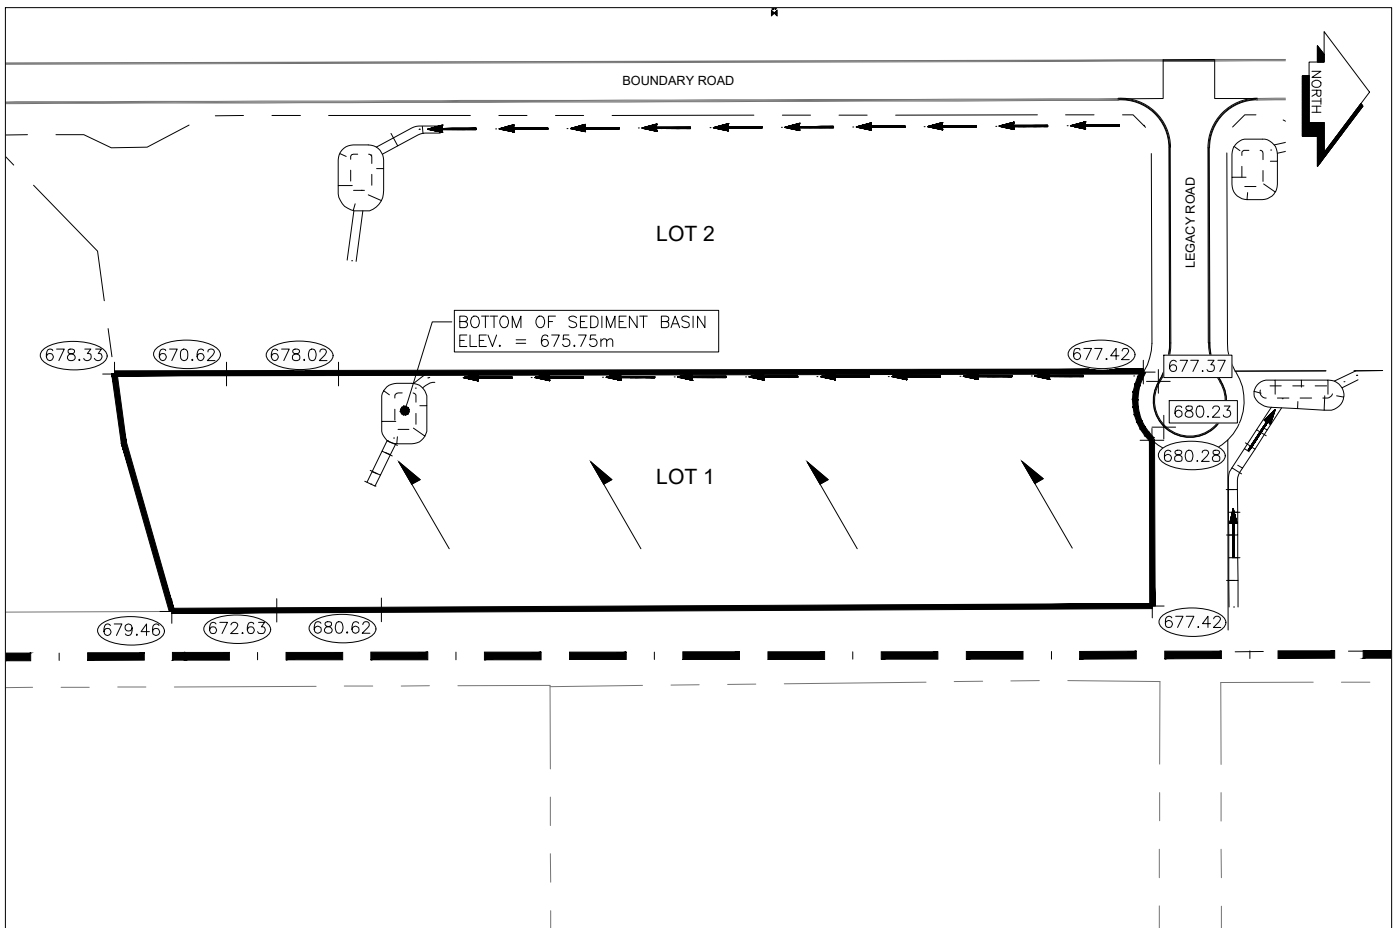 BOUNDARY ROAD
NORTH
LEGACY ROAD
LOT 2
BOTTOM OF SEDIMENT BASIN
ELEV. = 675.75m
678.33
670.62
678.02
677.42
677.37
680.23
680.28
LOT 1
679.46
672.63
680.62
677.42